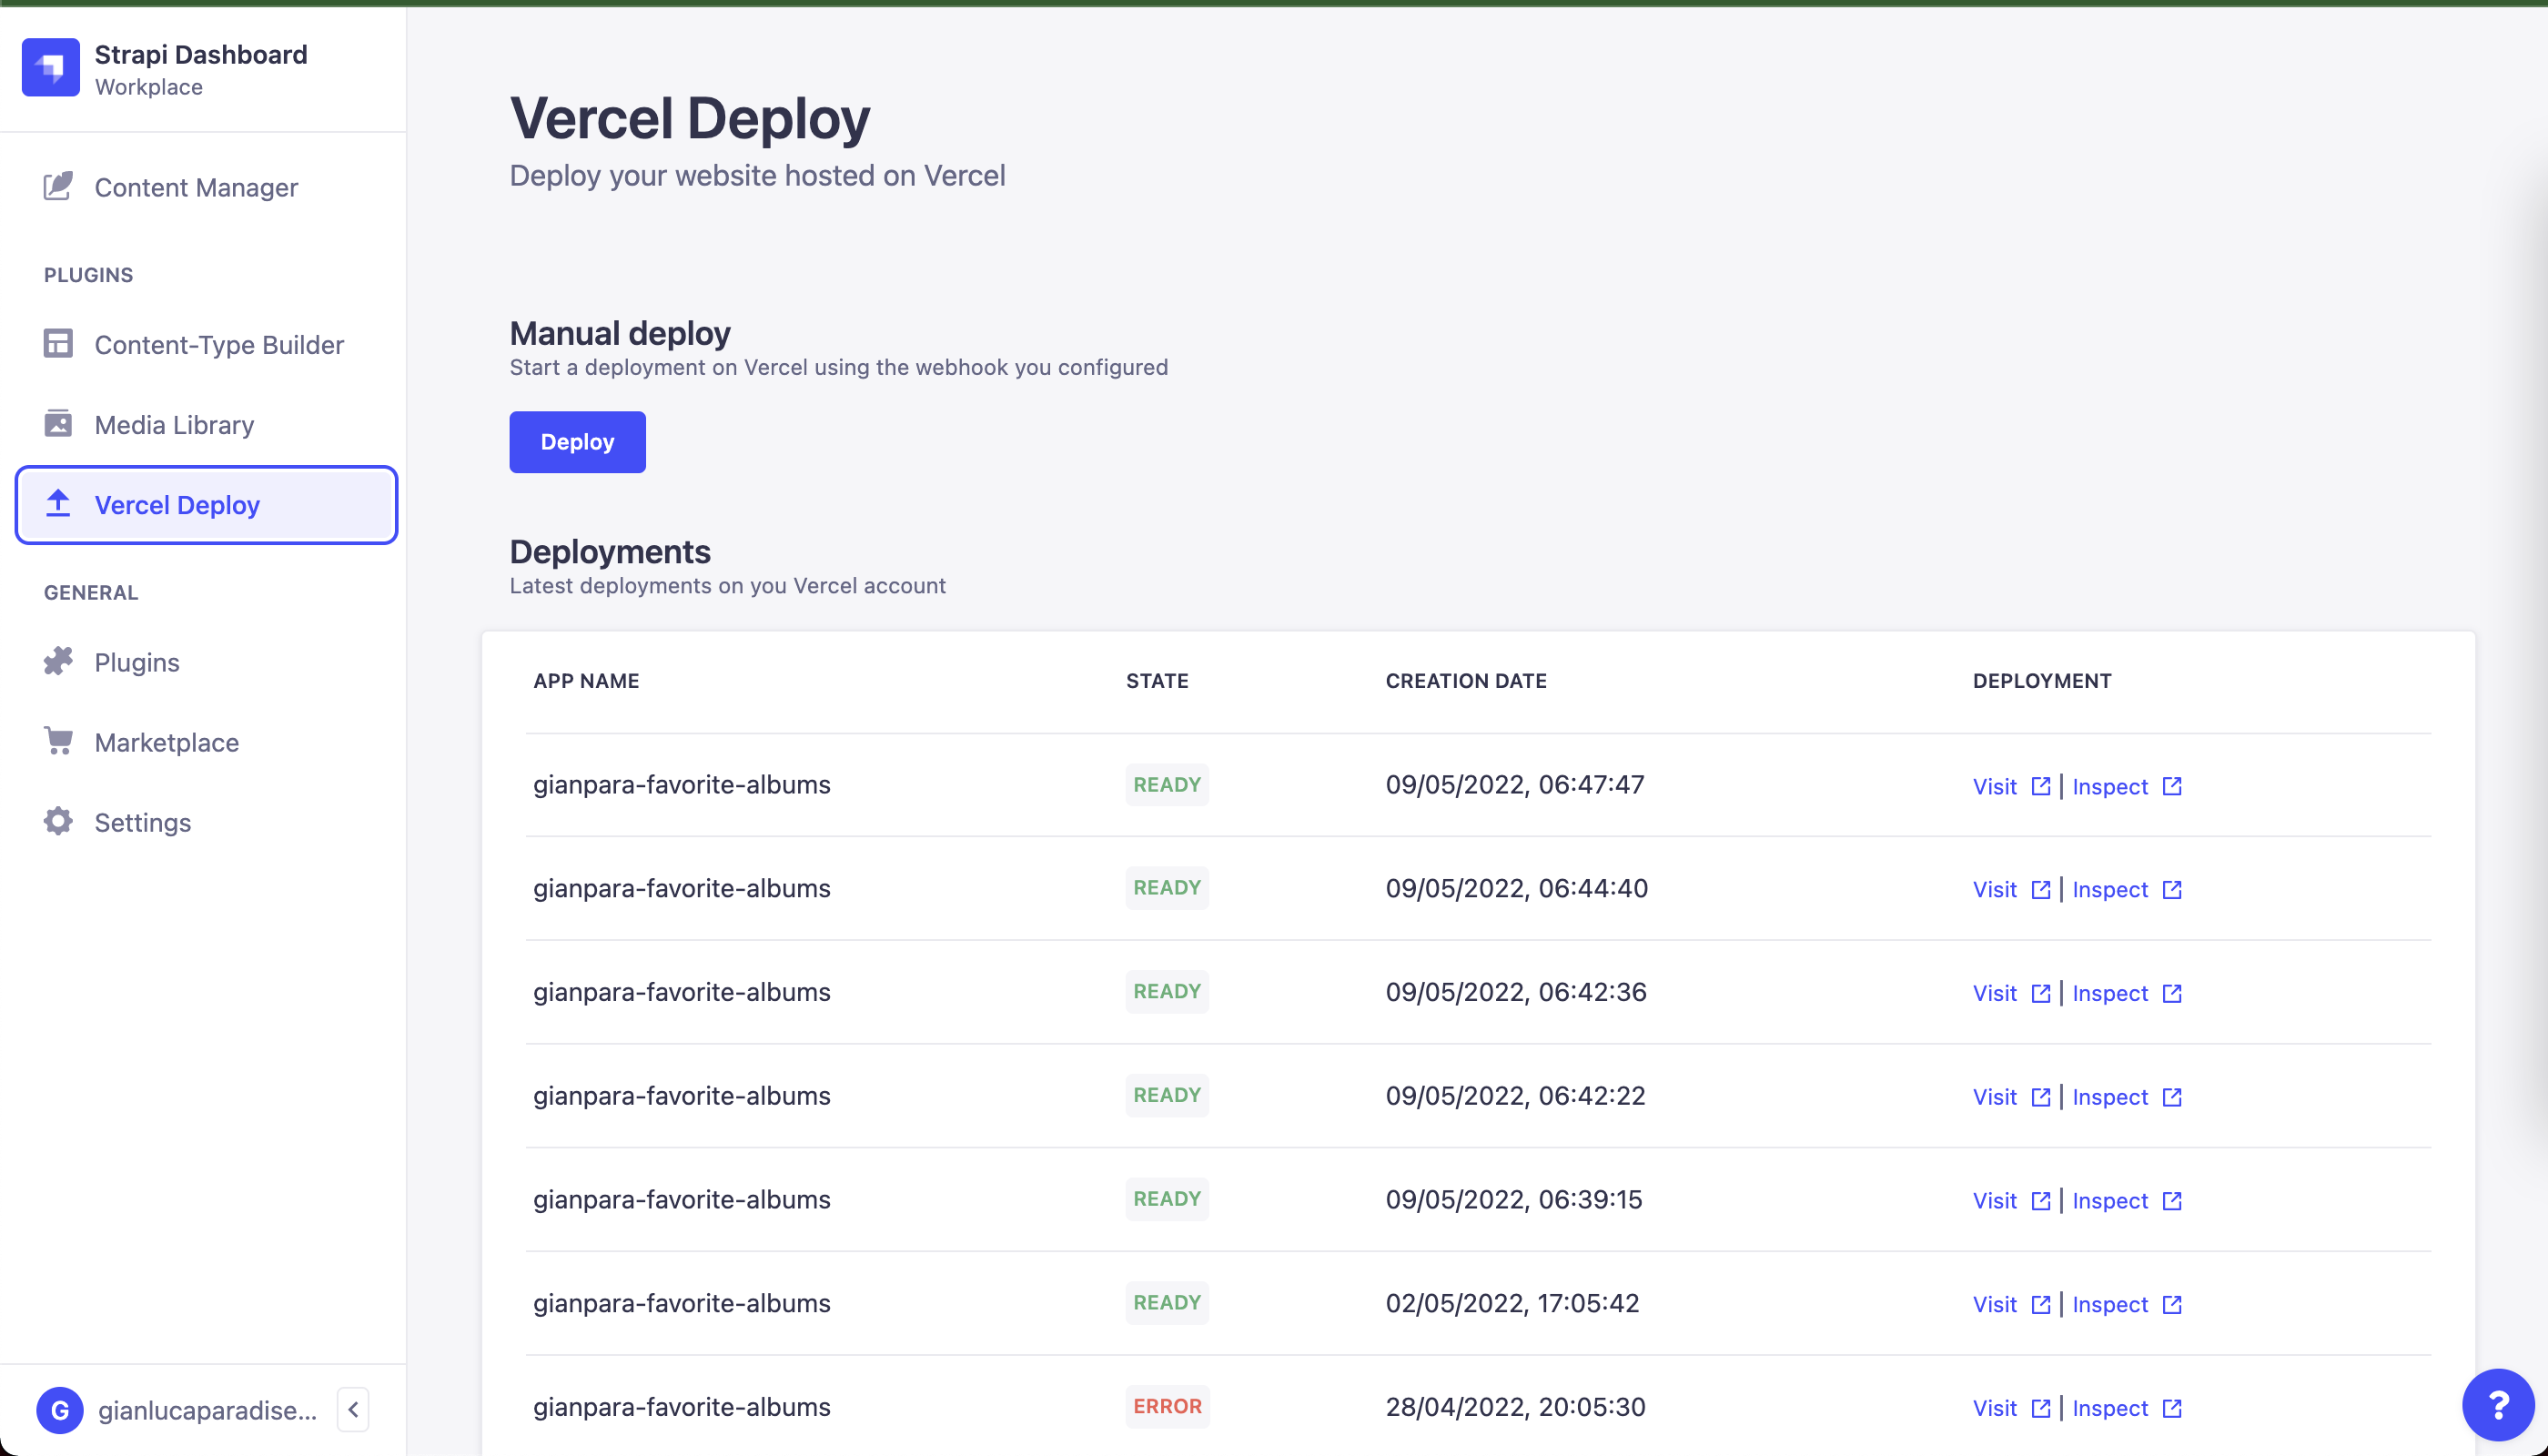 Strapi Dashboard
Workplace
Content Manager
PLUGINS
Content-Type Builder
Media Library
Vercel Deploy
GENERAL
Plugins
Marketplace
Settings
G gianlucaparadise...
Vercel Deploy
Deploy your website hosted on Vercel
Manual deploy
Start a deployment on Vercel using the webhook you configured
Deploy
Deployments
Latest deployments on you Vercel account
APP NAME STATE CREATION DATE DEPLOYMENT
gianpara-favorite-albums READY 09/05/2022, 06:47:47 Visit | Inspect
gianpara-favorite-albums READY 09/05/2022, 06:44:40 Visit | Inspect
gianpara-favorite-albums READY 09/05/2022, 06:42:36 Visit | Inspect
gianpara-favorite-albums READY 09/05/2022, 06:42:22 Visit | Inspect
gianpara-favorite-albums READY 09/05/2022, 06:39:15 Visit | Inspect
gianpara-favorite-albums READY 02/05/2022, 17:05:42 Visit | Inspect
gianpara-favorite-albums ERROR 28/04/2022, 20:05:30 Visit | Inspect
?